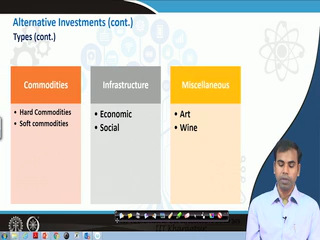 Alternative Investments (cont.)
Types (cont.)
Commodities
• Hard Commodities
• Soft commodities
Infrastructure
• Economic
• Social
Miscellaneous
• Art
• Wine